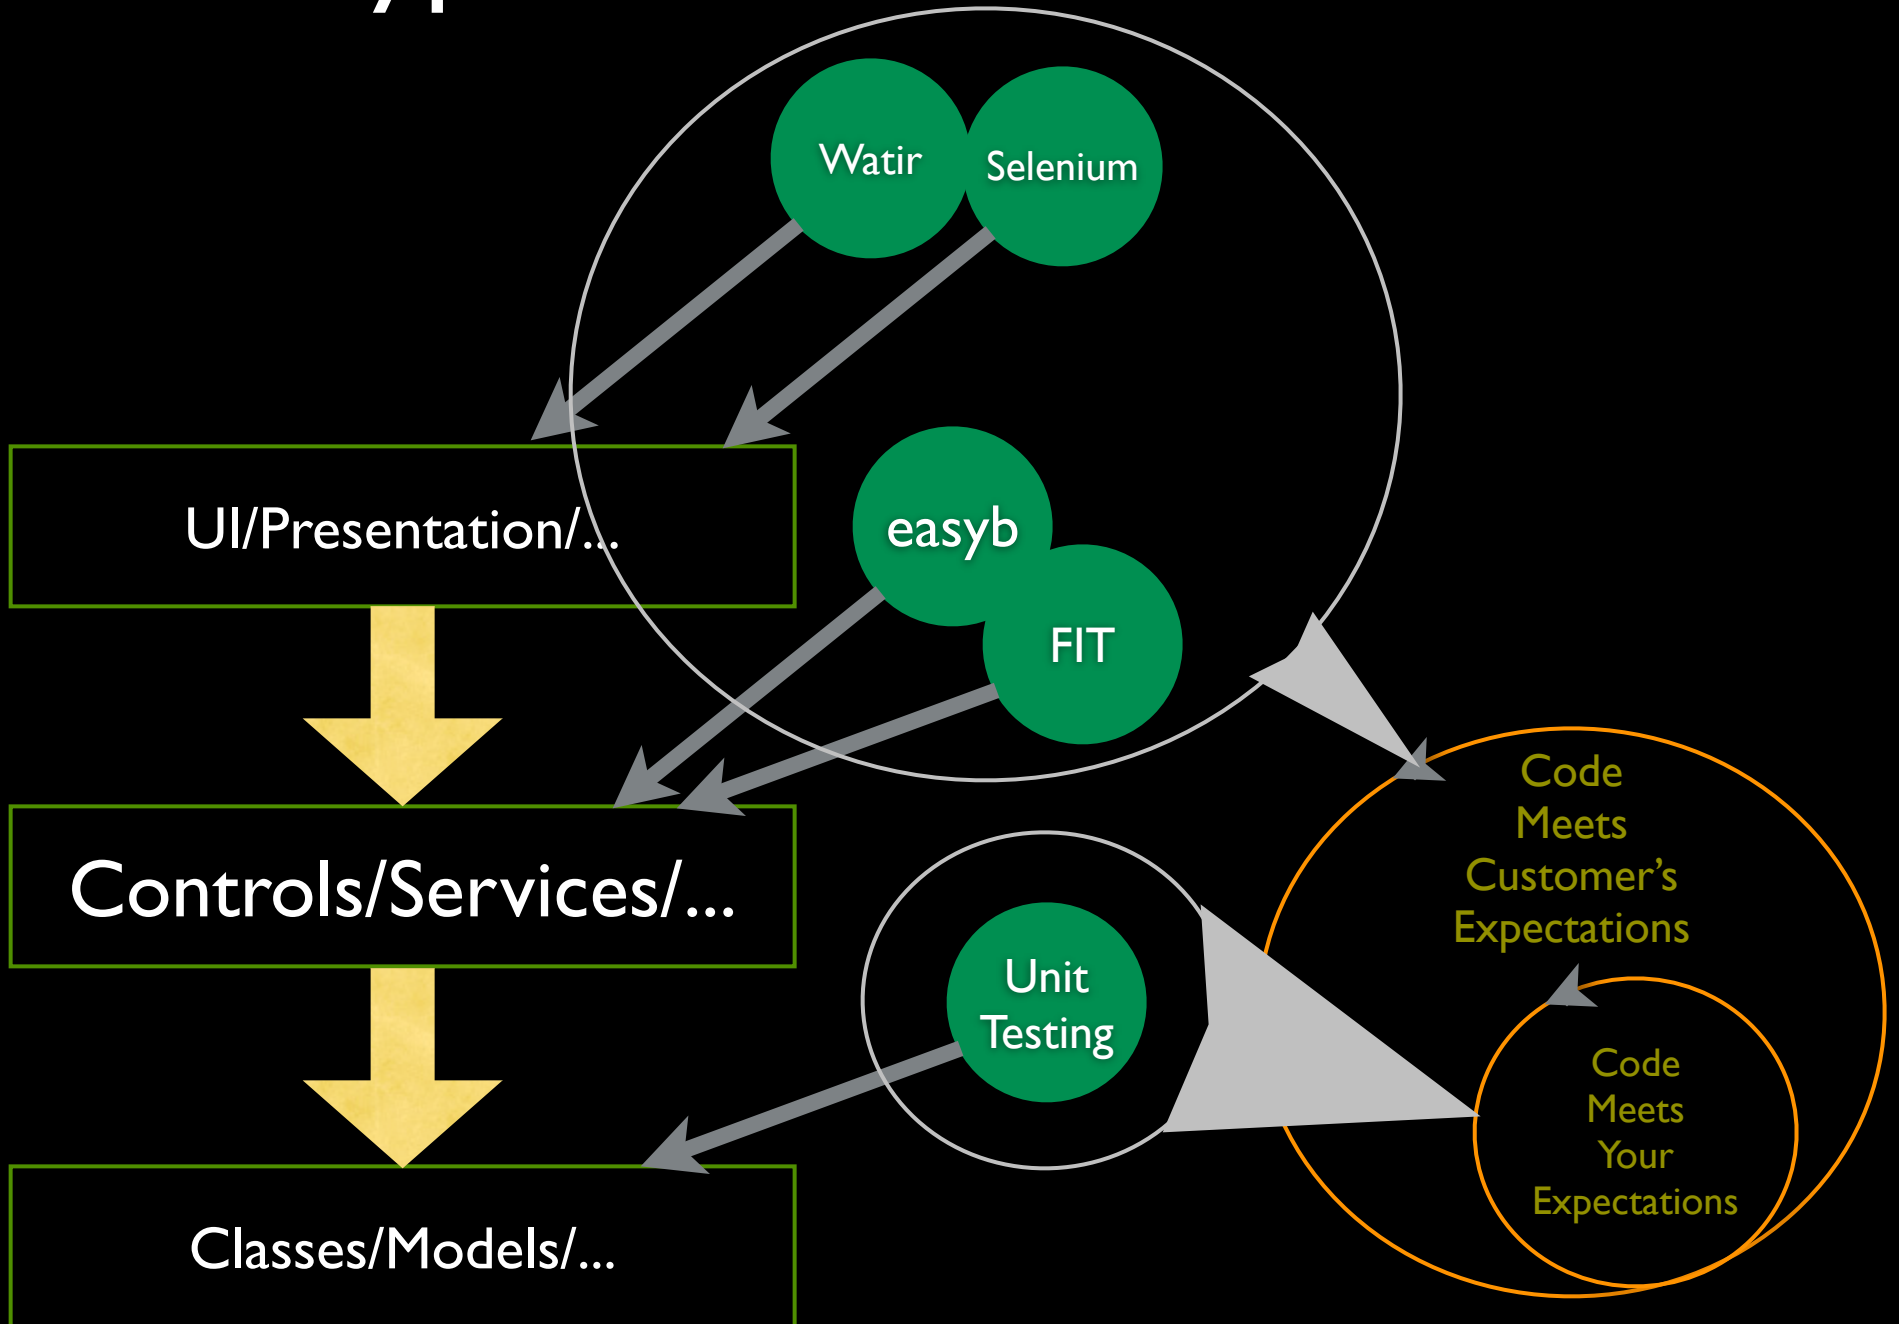 Watir
Selenium
UI/Presentation/...
easyb
FIT
Code
Meets
Customer's
Expectations
Controls/Services/...
Unit
Testing
Code
Meets
Your
Expectations
Classes/Models/...